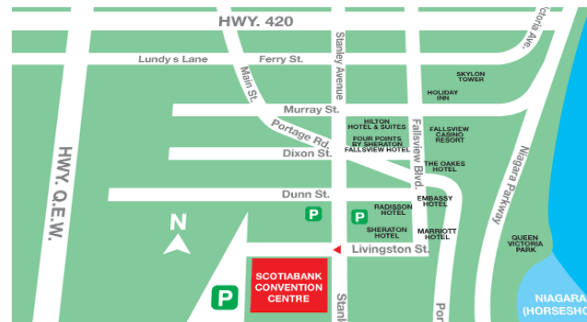 HWY. 420
Victoria Ave.
Lundy s Lane
Ferry St.
Stanley Avenue
SKYLON
TOWER
Main St.
HOLIDAY
INN
Murray St.
Portage Rd.
HILTON
HOTEL & SUITES
FOUR POINTS
BY SHERATON
FALLSVIEW HOTEL
Fallsview Blvd.
FALLSVIEW
CASINO
RESORT
Niagara Parkway
HWY. Q.E.W.
Dixon St.
THE OAKES
HOTEL
Dunn St.
EMBASSY
HOTEL
RADISSON
HOTEL
P
P
N
SHERATON
HOTEL
MARRIOTT
HOTEL
QUEEN
VICTORIA
PARK
Livingston St.
SCOTIABANK
CONVENTION
CENTRE
P
Stanl
Por
NIAGARA
(HORSESHO